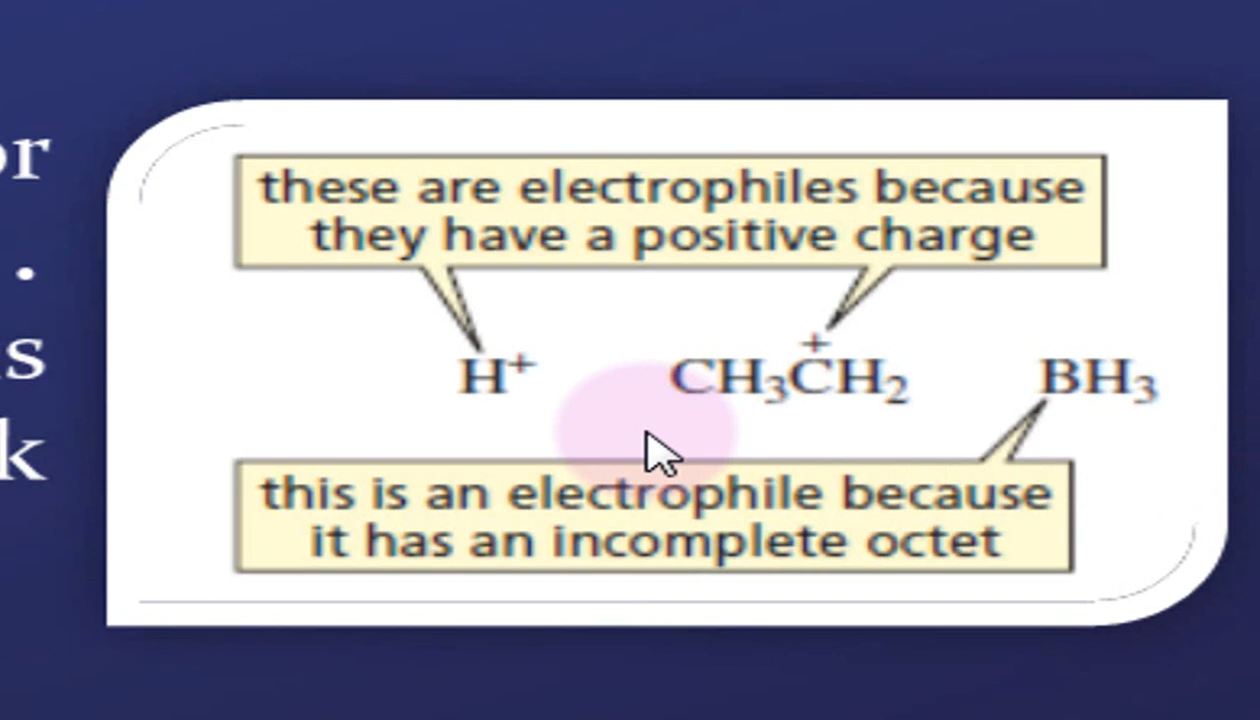 or
.
s
k
these are electrophiles because
they have a positive charge
H⁺ CH₃C⁺H₂ BH₃
this is an electrophile because
it has an incomplete octet